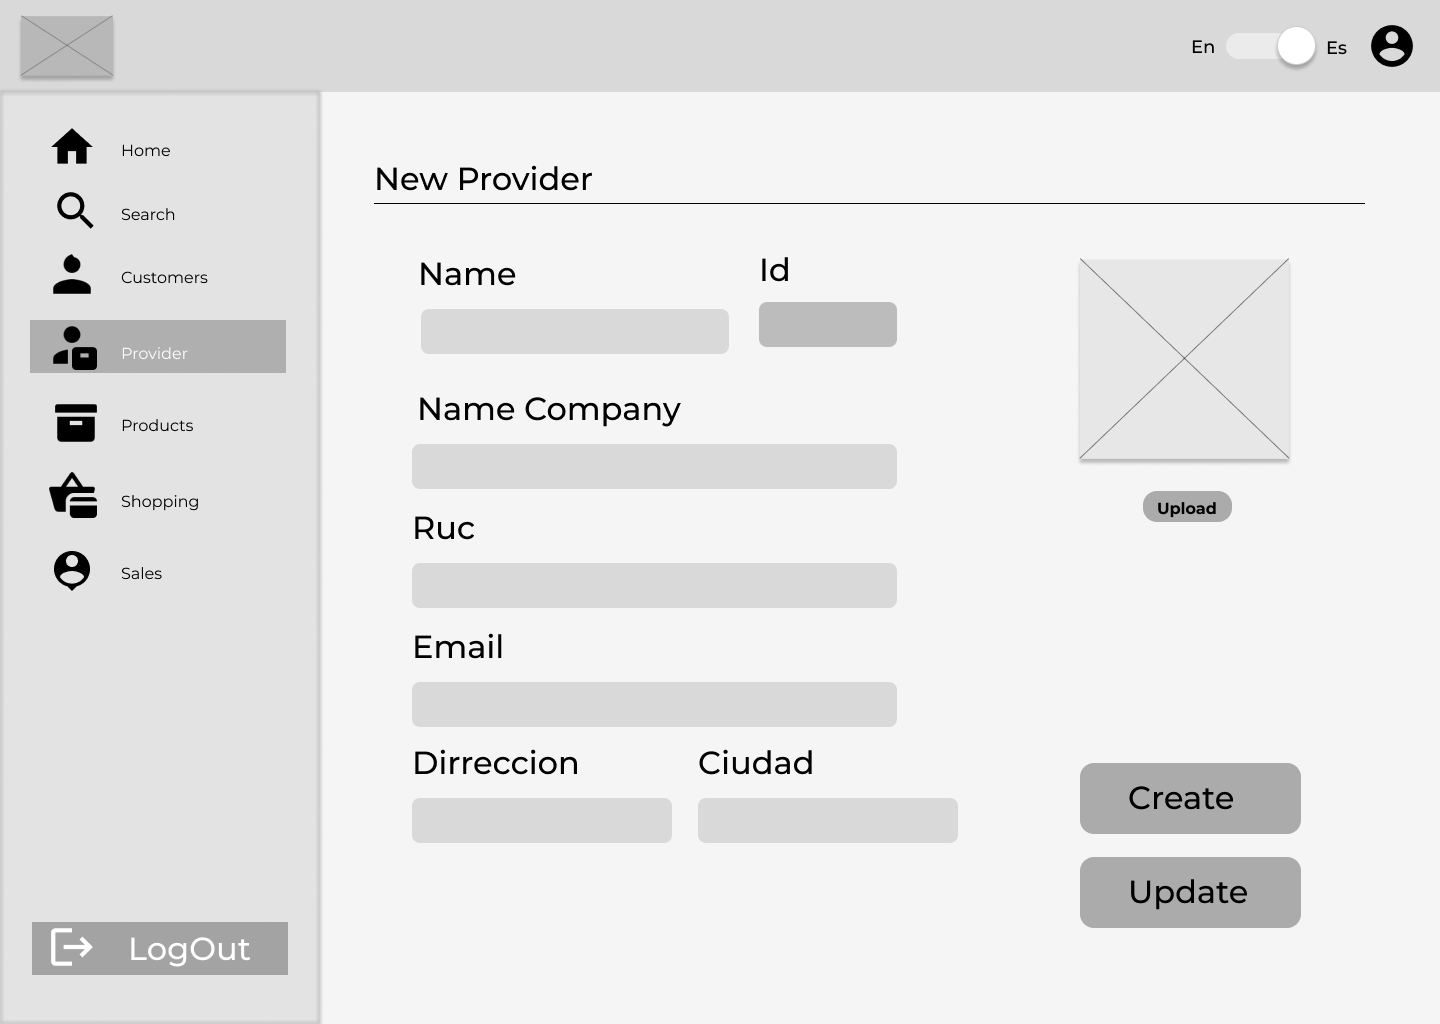 En
Es
Home
Search
Customers
Provider
Products
Shopping
Sales
LogOut
New Provider
Name
Id
Name Company
Ruc
Email
Dirreccion
Ciudad
Upload
Create
Update